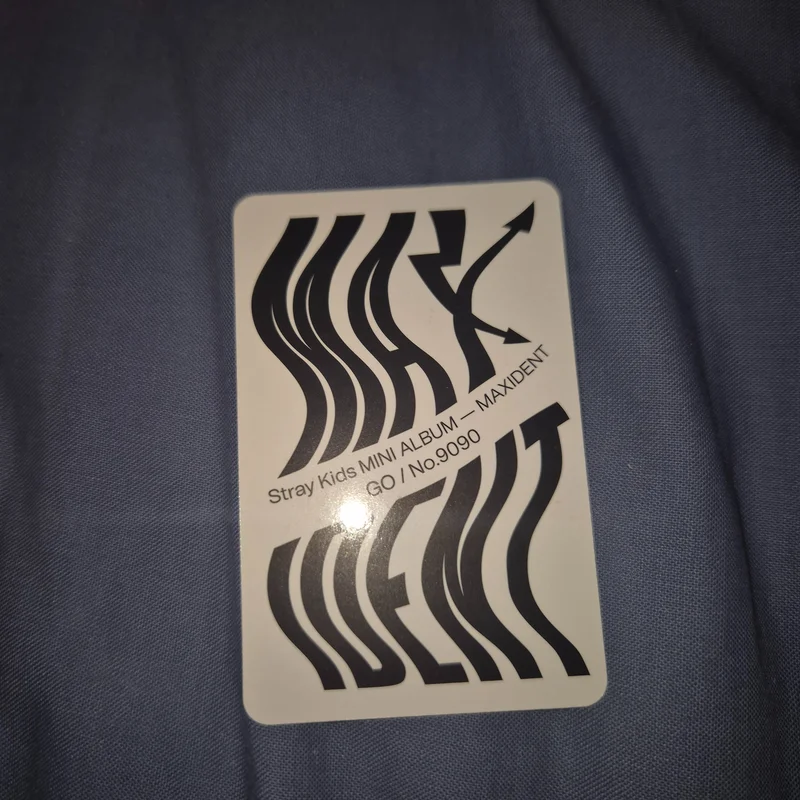 MAX
Stray Kids MINI ALBUM — MAXIDENT
GO / No.9090
IDENT